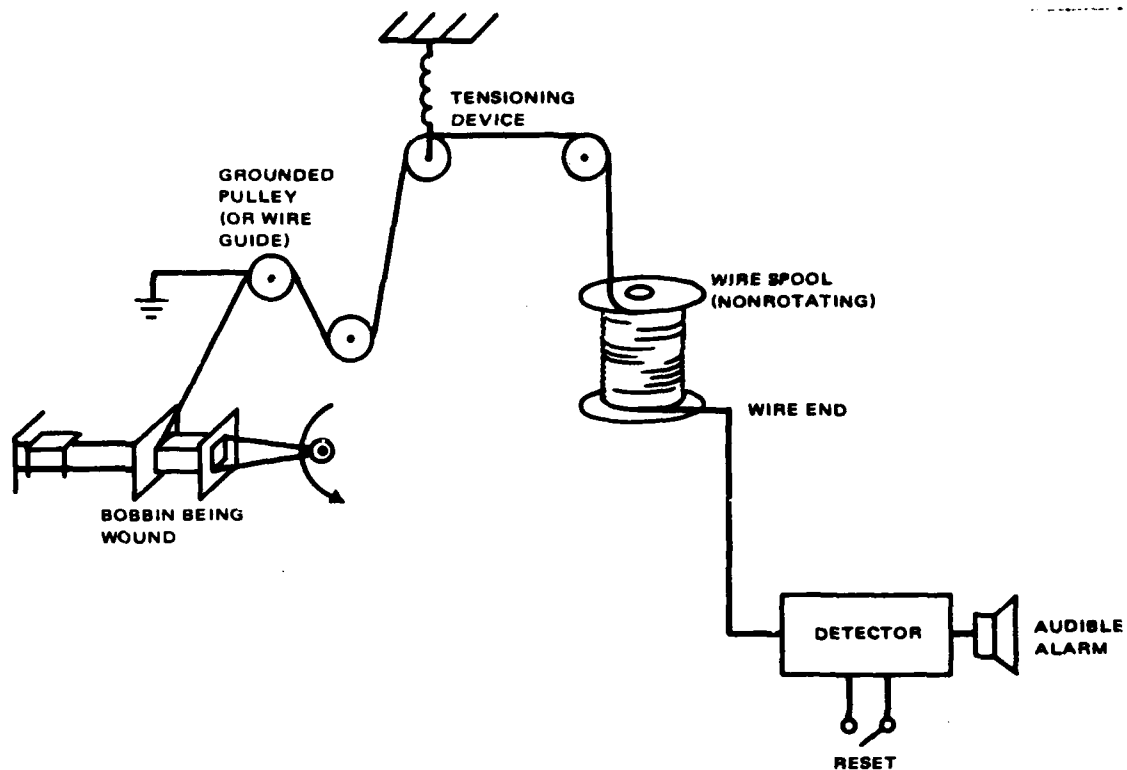 TENSIONING
DEVICE
GROUNDED
PULLEY
(OR WIRE
GUIDE)
WIRE SPOOL
(NONROTATING)
WIRE END
BOBBIN BEING
WOUND
DETECTOR
AUDIBLE
ALARM
RESET